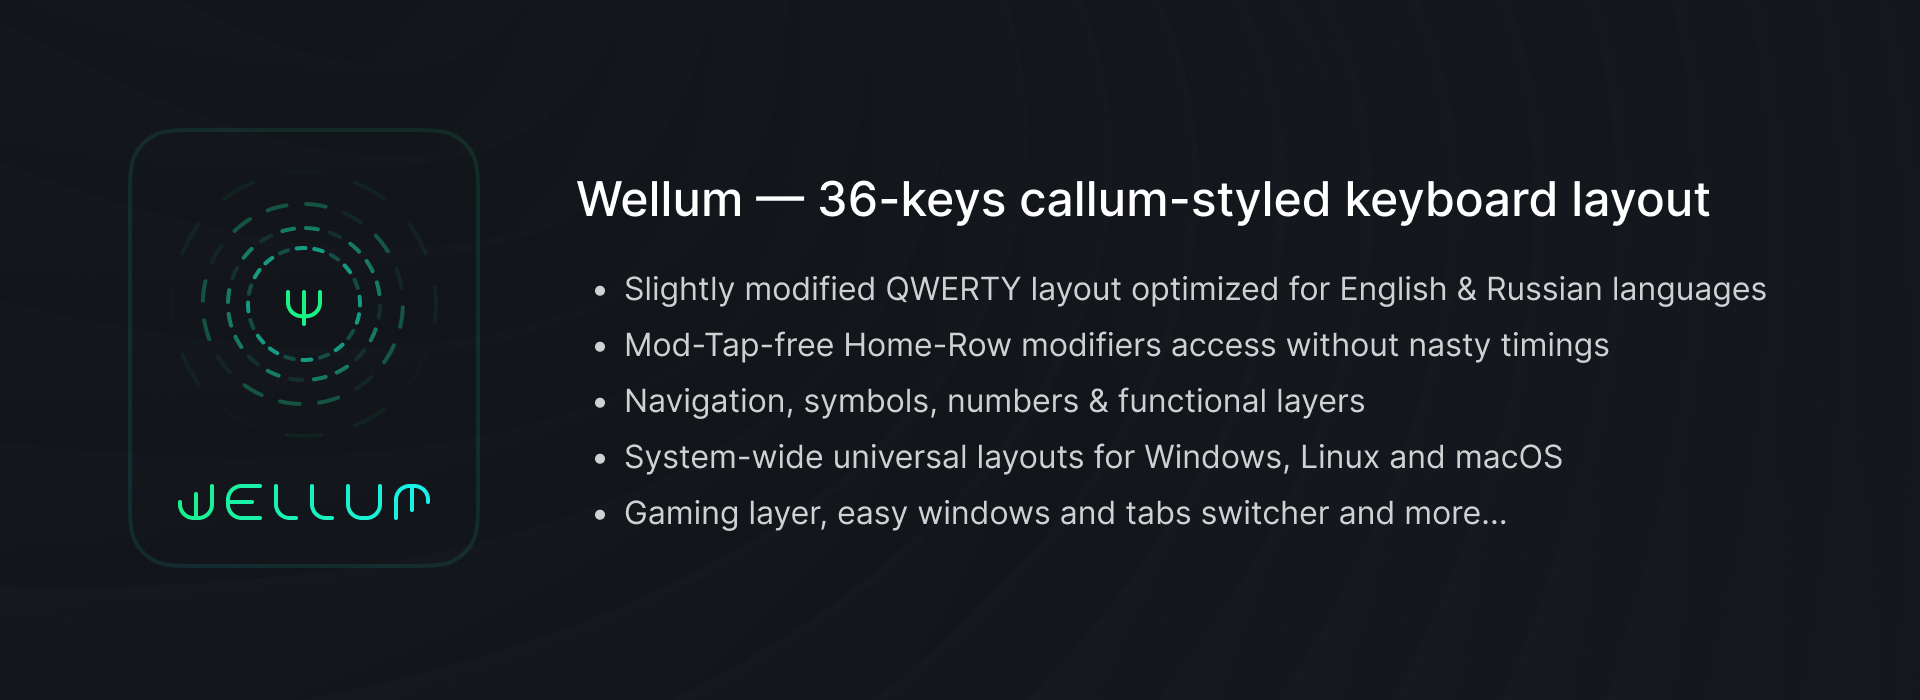 Ψ
WELLUM
Wellum — 36-keys callum-styled keyboard layout
• Slightly modified QWERTY layout optimized for English & Russian languages
• Mod-Tap-free Home-Row modifiers access without nasty timings
• Navigation, symbols, numbers & functional layers
• System-wide universal layouts for Windows, Linux and macOS
• Gaming layer, easy windows and tabs switcher and more...